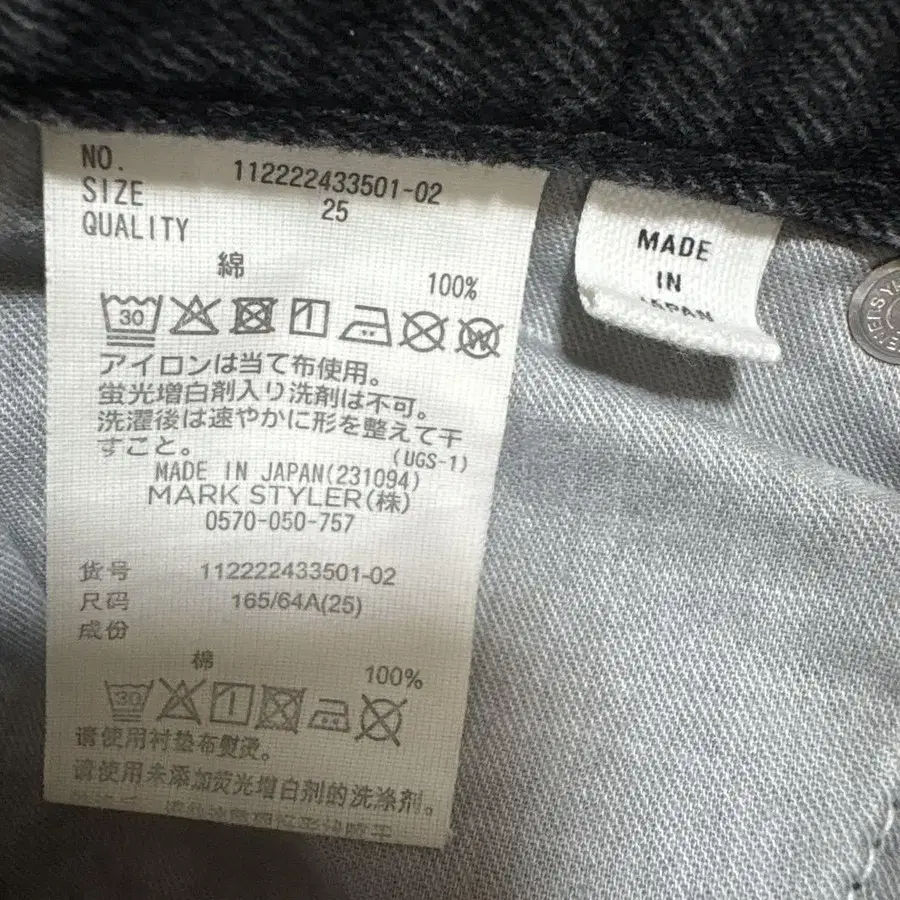 NO. 112222433501-02
SIZE 25
QUALITY
綿 100%
30
アイロンは当て布使用。
蛍光増白剤入り洗剤は不可。
洗濯後は速やかに形を整えて干
すこと。
(UGS-1)
MADE IN JAPAN(231094)
MARK STYLER(株)
0570-050-757
货号 112222433501-02
尺码 165/64A(25)
成份
棉 100%
30
请使用衬垫布熨烫。
请使用未添加荧光增白剂的洗涤剂。
MADE
IN
JAPAN